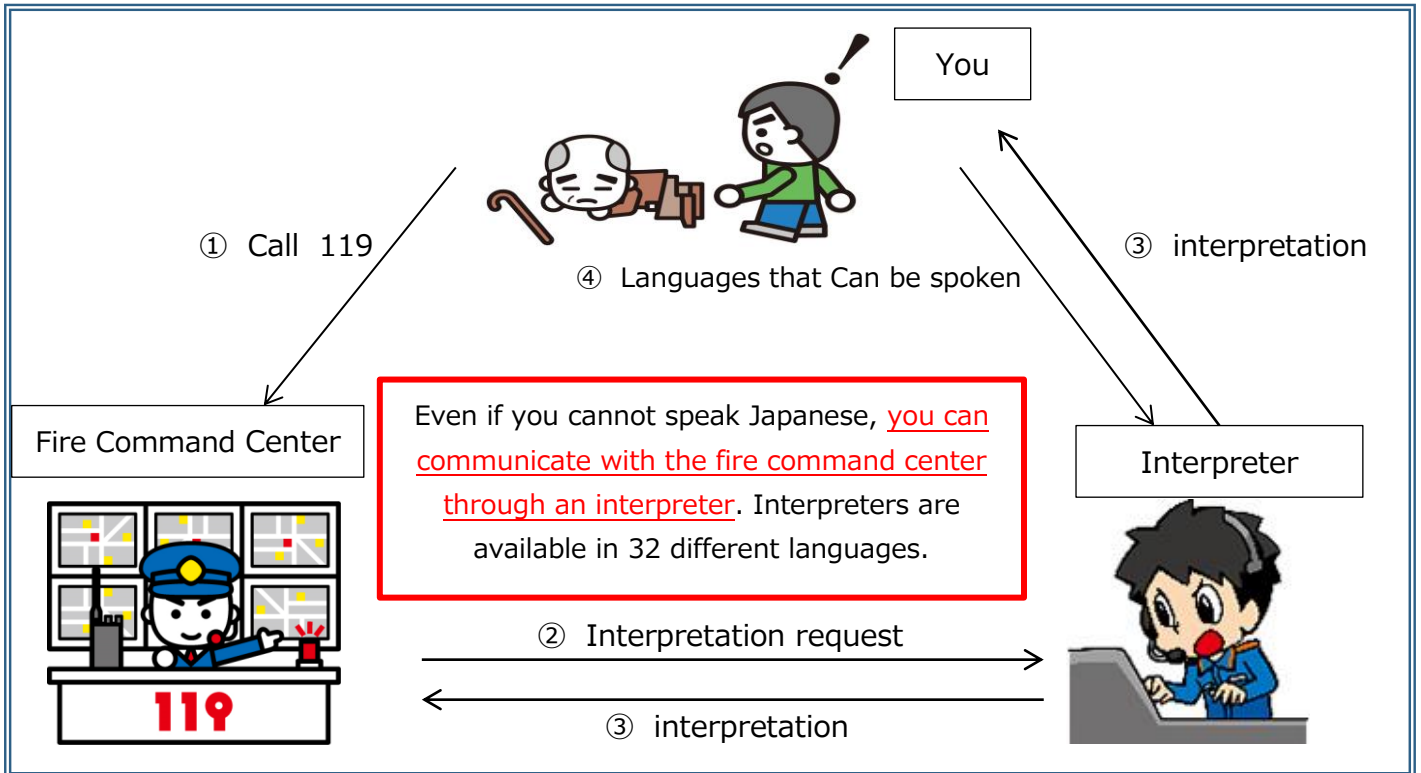 You
① Call 119
③ interpretation
④ Languages that Can be spoken
Fire Command Center
Even if you cannot speak Japanese, you can
communicate with the fire command center
through an interpreter. Interpreters are
available in 32 different languages.
Interpreter
② Interpretation request
119
③ interpretation